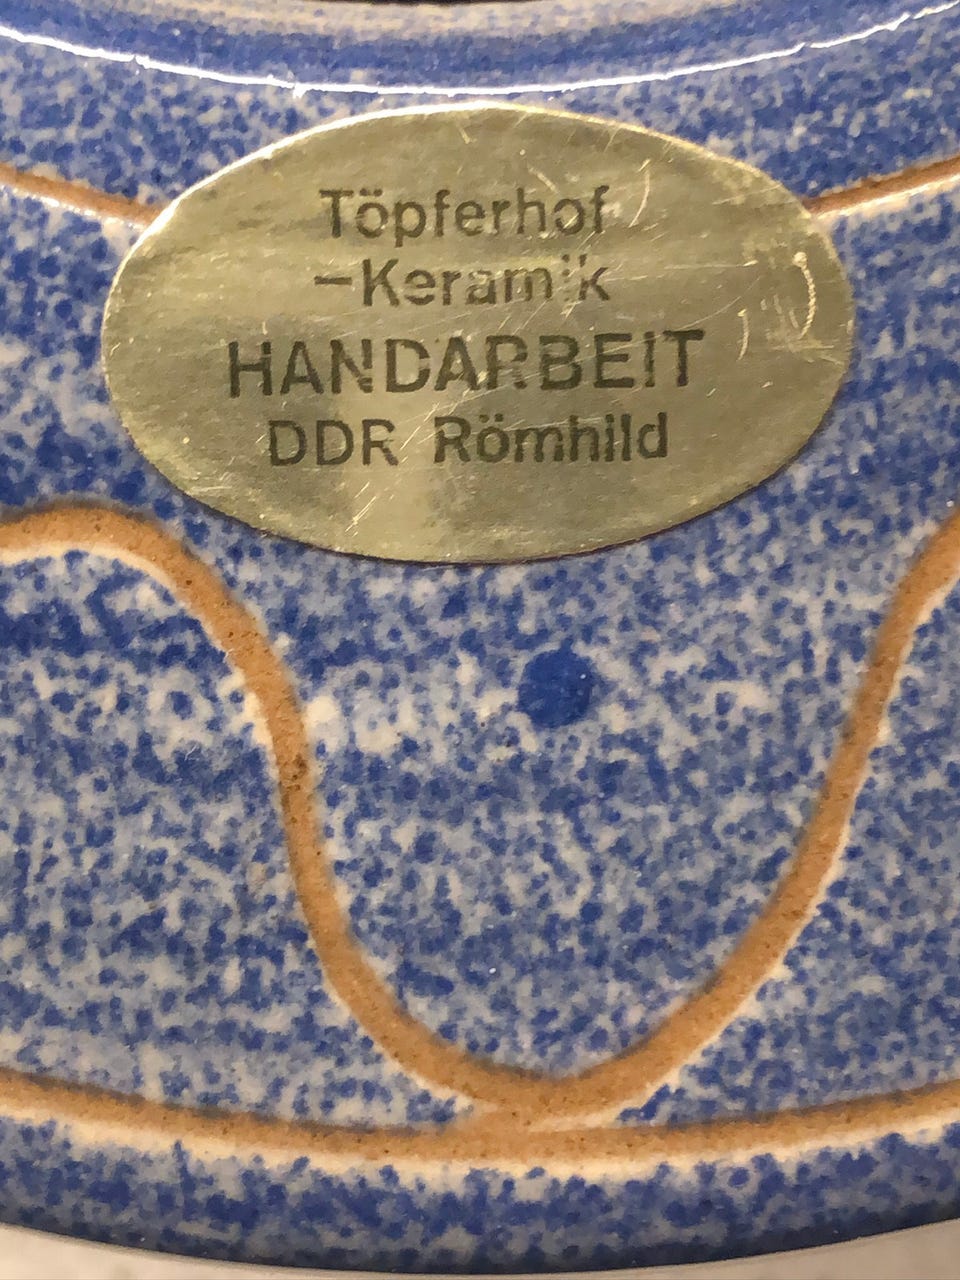 Töpferhof
-Keramik
HANDARBEIT
DDR Römhild